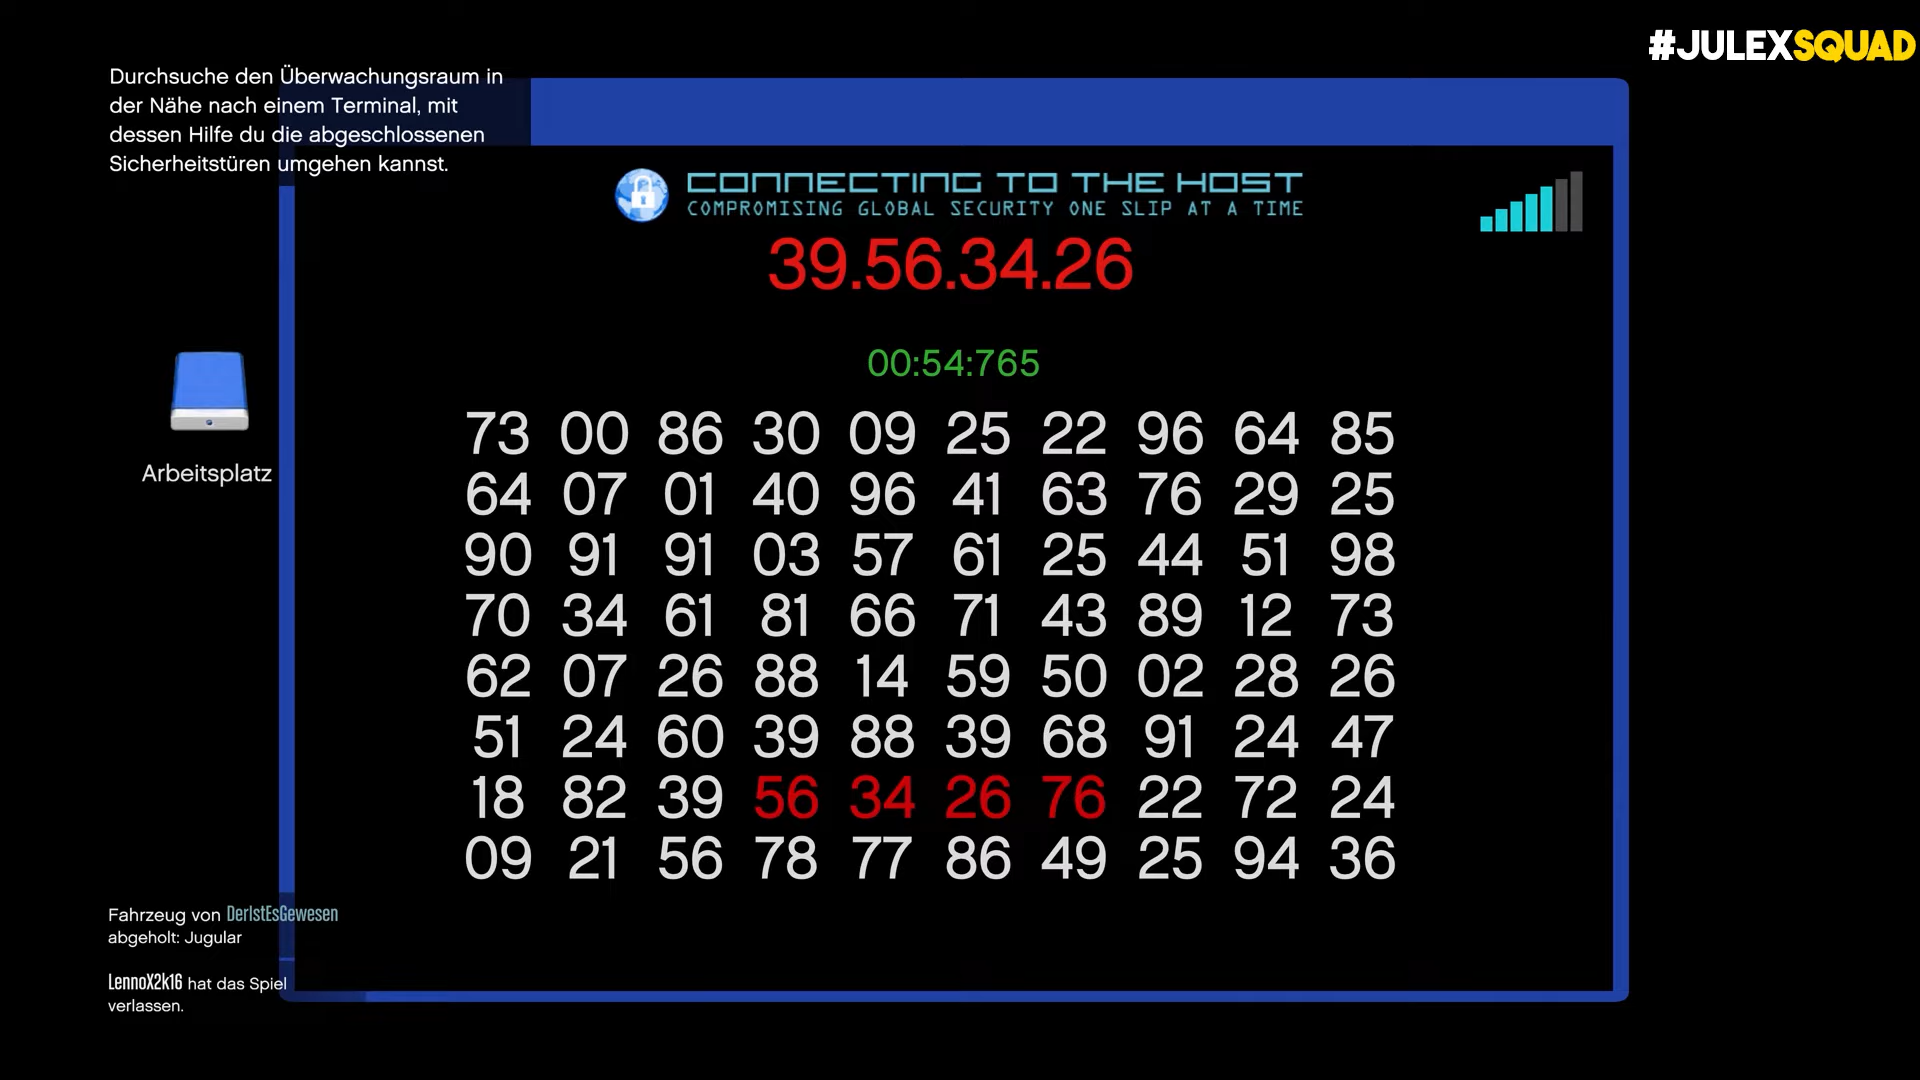 #JULEXSQUAD
Durchsuche den Überwachungsraum in
der Nähe nach einem Terminal, mit
dessen Hilfe du die abgeschlossenen
Sicherheitstüren umgehen kannst.
CONNECTING TO THE HOST
COMPROMISING GLOBAL SECURITY ONE SLIP AT A TIME
39.56.34.26
00:54:765
73 00 86 30 09 25 22 96 64 85
64 07 01 40 96 41 63 76 29 25
90 91 91 03 57 61 25 44 51 98
70 34 61 81 66 71 43 89 12 73
62 07 26 88 14 59 50 02 28 26
51 24 60 39 88 39 68 91 24 47
18 82 39 56 34 26 76 22 72 24
09 21 56 78 77 86 49 25 94 36
Arbeitsplatz
Fahrzeug von DerIstEsGewesen
abgeholt: Jugular
LennoX2k16 hat das Spiel
verlassen.